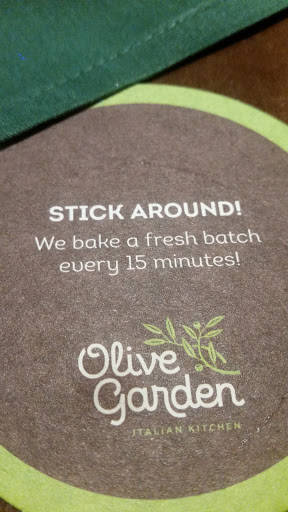 STICK AROUND!
We bake a fresh batch
every 15 minutes!
Olive
Garden
ITALIAN KITCHEN